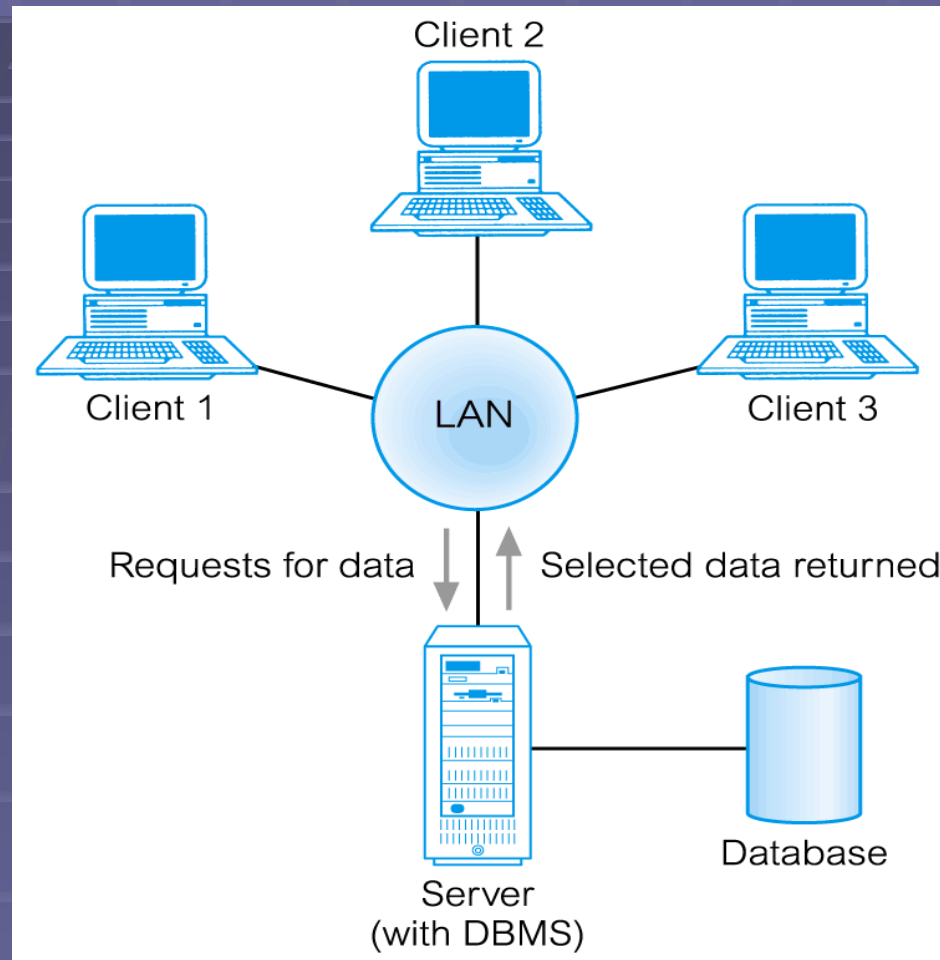 Client 2
Client 1
LAN
Client 3
Requests for data
Selected data returned
Database
Server
(with DBMS)